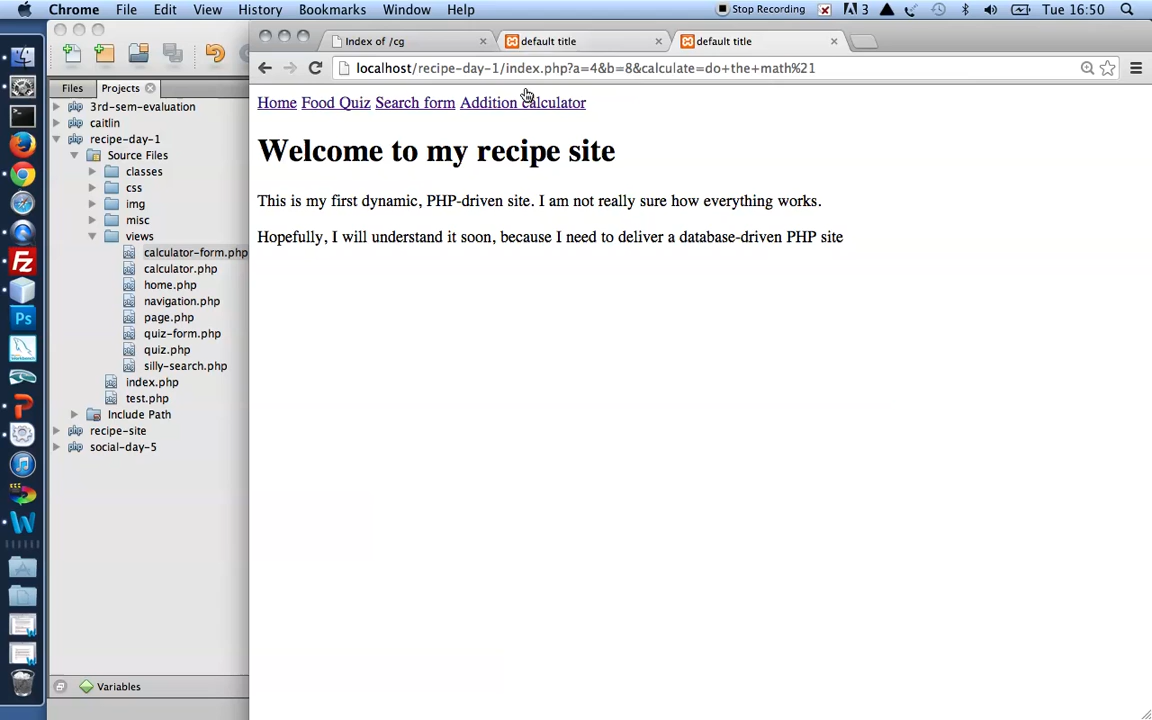 Chrome File Edit View History Bookmarks Window Help Stop Recording 3 Tue 16:50
Index of /cg default title default title
localhost/recipe-day-1/index.php?a=4&b=8&calculate=do+the+math%21
Files Projects
3rd-sem-evaluation
caitlin
recipe-day-1
Source Files
classes
css
img
misc
views
calculator-form.php
calculator.php
home.php
navigation.php
page.php
quiz-form.php
quiz.php
silly-search.php
index.php
test.php
Include Path
recipe-site
social-day-5
Variables
Home Food Quiz Search form Addition calculator
Welcome to my recipe site
This is my first dynamic, PHP-driven site. I am not really sure how everything works.
Hopefully, I will understand it soon, because I need to deliver a database-driven PHP site
Fz
Ps
W